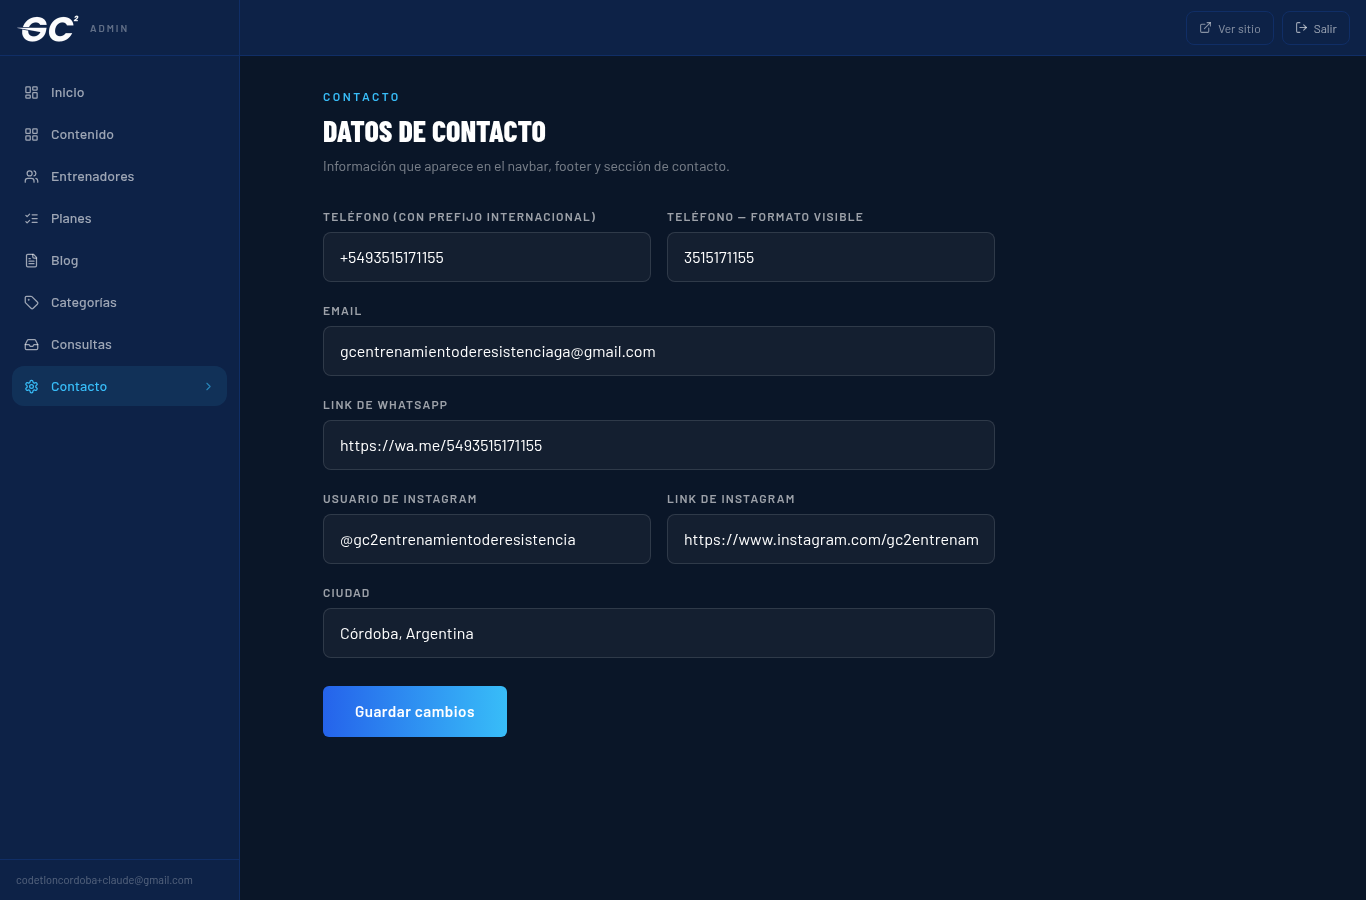 GC² ADMIN
Ver sitio
Salir
Inicio
Contenido
Entrenadores
Planes
Blog
Categorías
Consultas
Contacto
codetloncordoba+claude@gmail.com
CONTACTO
DATOS DE CONTACTO
Información que aparece en el navbar, footer y sección de contacto.
TELÉFONO (CON PREFIJO INTERNACIONAL)
+5493515171155
TELÉFONO — FORMATO VISIBLE
3515171155
EMAIL
gcentrenamientoderesistenciaga@gmail.com
LINK DE WHATSAPP
https://wa.me/5493515171155
USUARIO DE INSTAGRAM
@gc2entrenamientoderesistencia
LINK DE INSTAGRAM
https://www.instagram.com/gc2entrenam
CIUDAD
Córdoba, Argentina
Guardar cambios